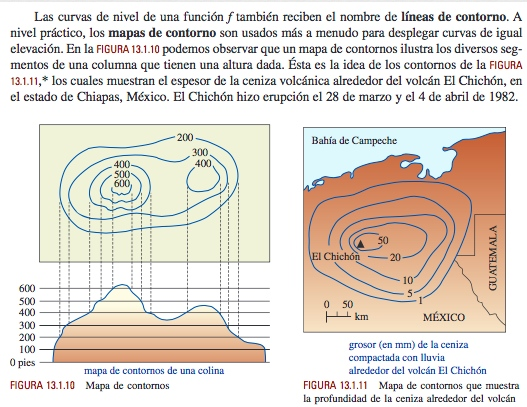 Las curvas de nivel de una función f también reciben el nombre de líneas de contorno. A
nivel práctico, los mapas de contorno son usados más a menudo para desplegar curvas de igual
elevación. En la FIGURA 13.1.10 podemos observar que un mapa de contornos ilustra los diversos seg-
mentos de una columna que tienen una altura dada. Ésta es la idea de los contornos de la FIGURA
13.1.11,* los cuales muestran el espesor de la ceniza volcánica alrededor del volcán El Chichón, en
el estado de Chiapas, México. El Chichón hizo erupción el 28 de marzo y el 4 de abril de 1982.
200
300
400
400
500
600
600
500
400
300
200
100
0 pies
mapa de contornos de una colina
FIGURA 13.1.10 Mapa de contornos
Bahía de Campeche
GUATEMALA
50
El Chichón
20
10
5
1
0 50
km
MÉXICO
grosor (en mm) de la ceniza
compactada con lluvia
alrededor del volcán El Chichón
FIGURA 13.1.11 Mapa de contornos que muestra
la profundidad de la ceniza alrededor del volcán